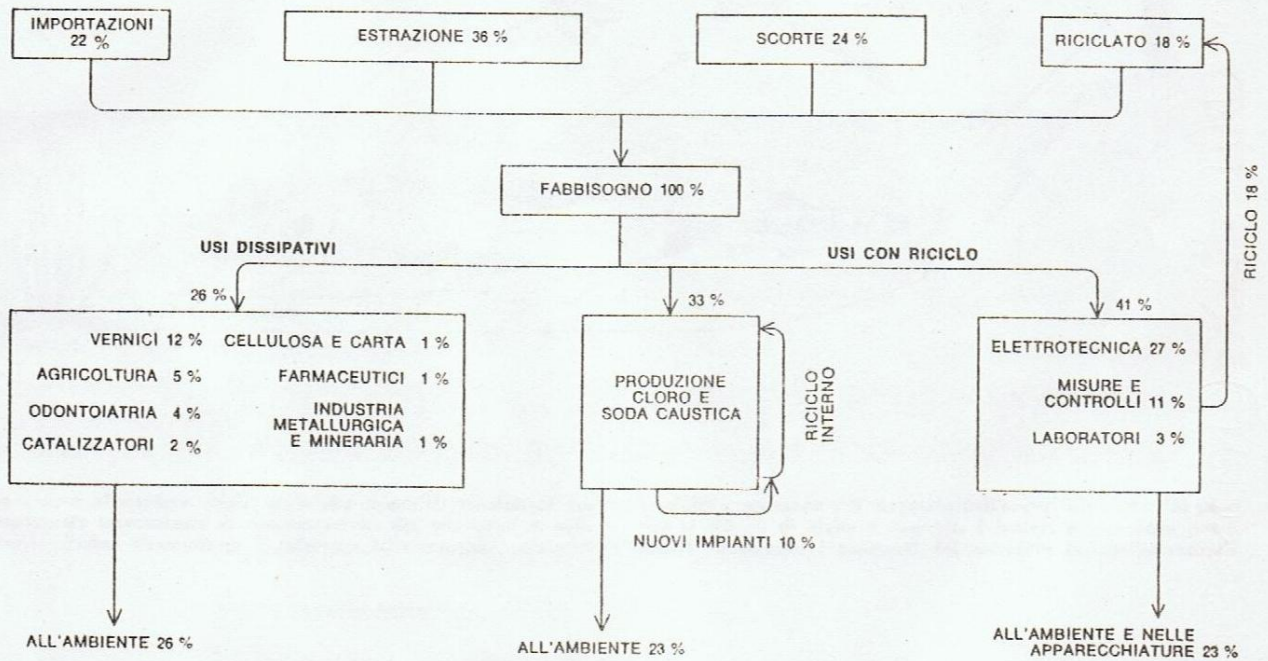 IMPORTAZIONI
22 %
ESTRAZIONE 36 %
SCORTE 24 %
RICICLATO 18 %
FABBISOGNO 100 %
RICICLO 18 %
USI DISSIPATIVI
USI CON RICICLO
26 %
33 %
41 %
VERNICI 12 %
AGRICOLTURA 5 %
ODONTOIATRIA 4 %
CATALIZZATORI 2 %
CELLULOSA E CARTA 1 %
FARMACEUTICI 1 %
INDUSTRIA
METALLURGICA
E MINERARIA 1 %
PRODUZIONE
CLORO E
SODA CAUSTICA
RICICLO
INTERNO
ELETTROTECNICA 27 %
MISURE E
CONTROLLI 11 %
LABORATORI 3 %
NUOVI IMPIANTI 10 %
ALL'AMBIENTE 26 %
ALL'AMBIENTE 23 %
ALL'AMBIENTE E NELLE
APPARECCHIATURE 23 %